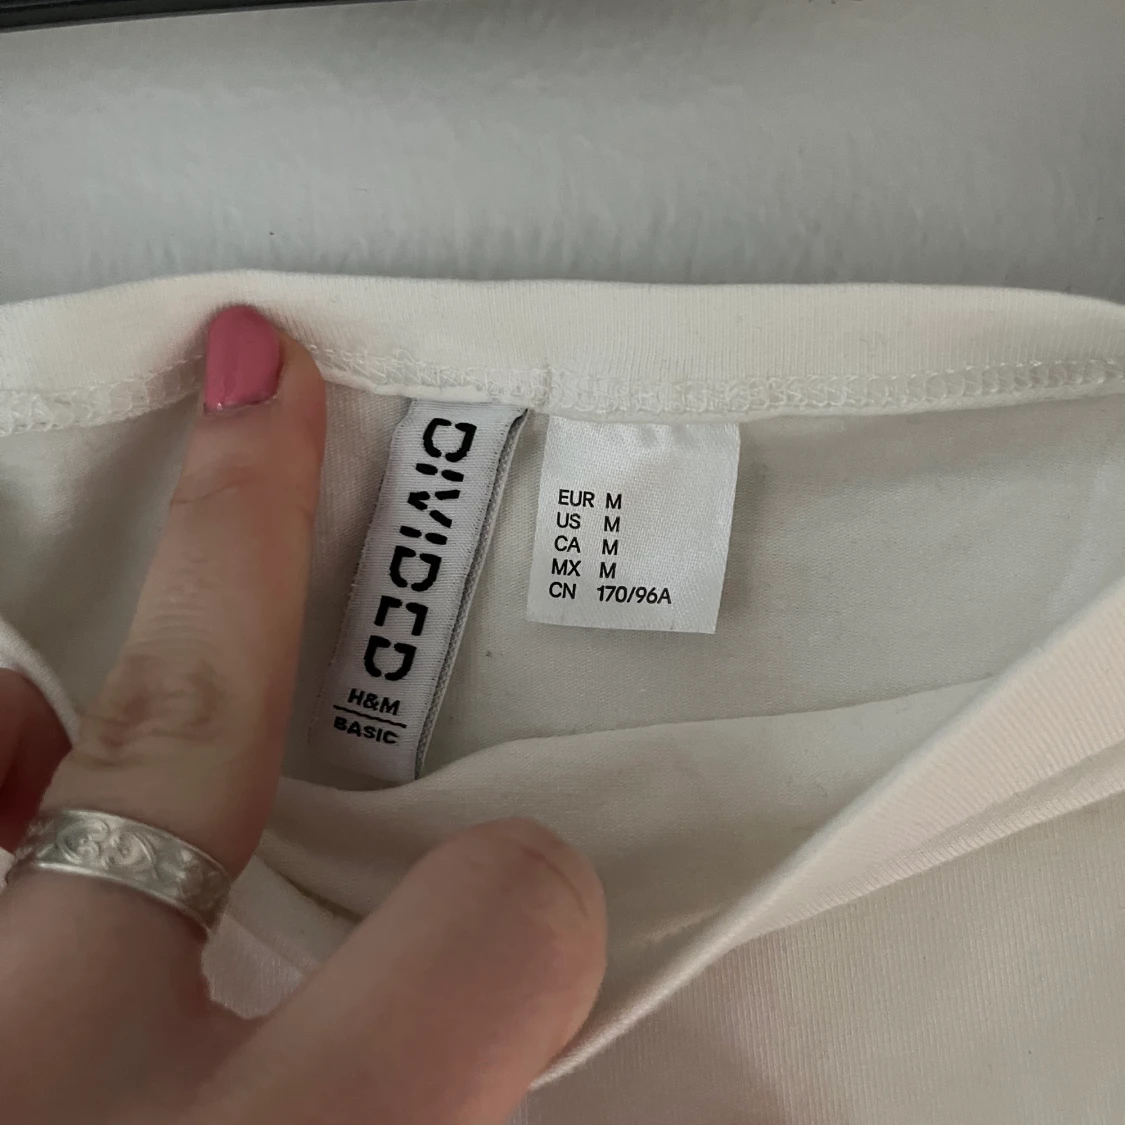 DIVIDED
H&M
BASIC
EUR M
US M
CA M
MX M
CN 170/96A